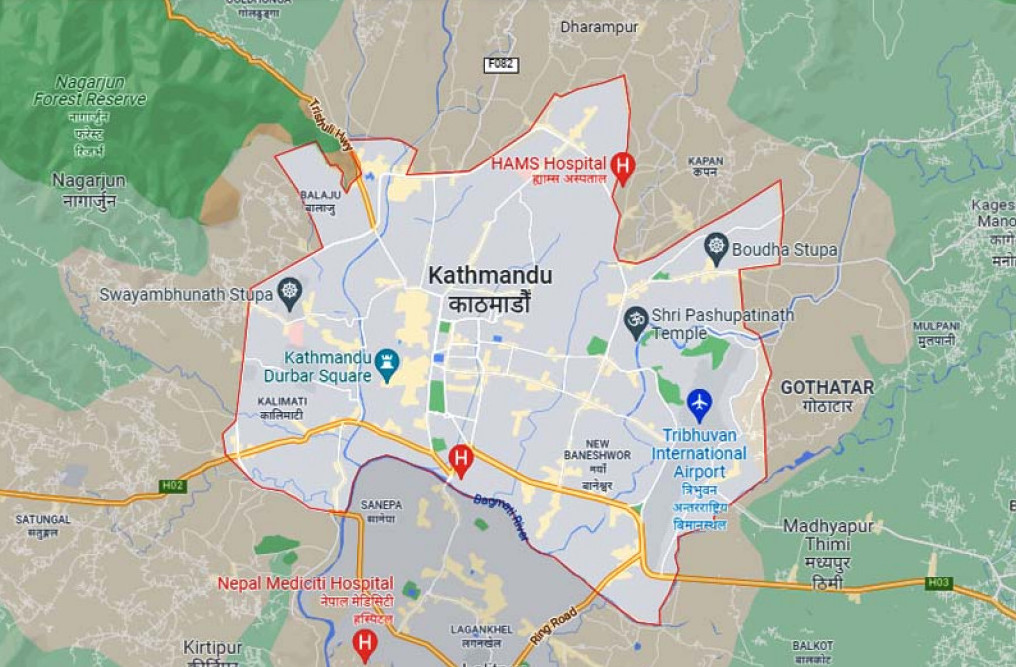 गोलढुङ्गा
Dharampur
F082
Nagarjun
Forest Reserve
नागार्जुन
फरेस्ट
रिजर्भ
Trishuli Hwy
HAMS Hospital
ह्याम्स अस्पताल
KAPAN
कपन
Nagarjun
नागार्जुन
BALAJU
बालाजु
Kages
Mano
कागे
मनो
Boudha Stupa
Kathmandu
काठमाडौँ
Swayambhunath Stupa
Shri Pashupatinath
Temple
MULPANI
मुलपानी
Kathmandu
Durbar Square
GOTHATAR
गोठाटार
KALIMATI
कालिमाटी
Tribhuvan
International
Airport
त्रिभुवन
अन्तरराष्ट्रिय
बिमानस्थल
NEW
BANESHWOR
नयाँ
बानेश्वर
H02
SANEPA
सानेपा
Bagmati River
SATUNGAL
सतुङ्गल
Madhyapur
Thimi
मध्यपुर
ठिमी
Nepal Mediciti Hospital
नेपाल मेडिसिटी
हस्पिटल
H03
Ring Road
LAGANKHEL
लगनखेल
Kirtipur
BALKOT
बालकोट